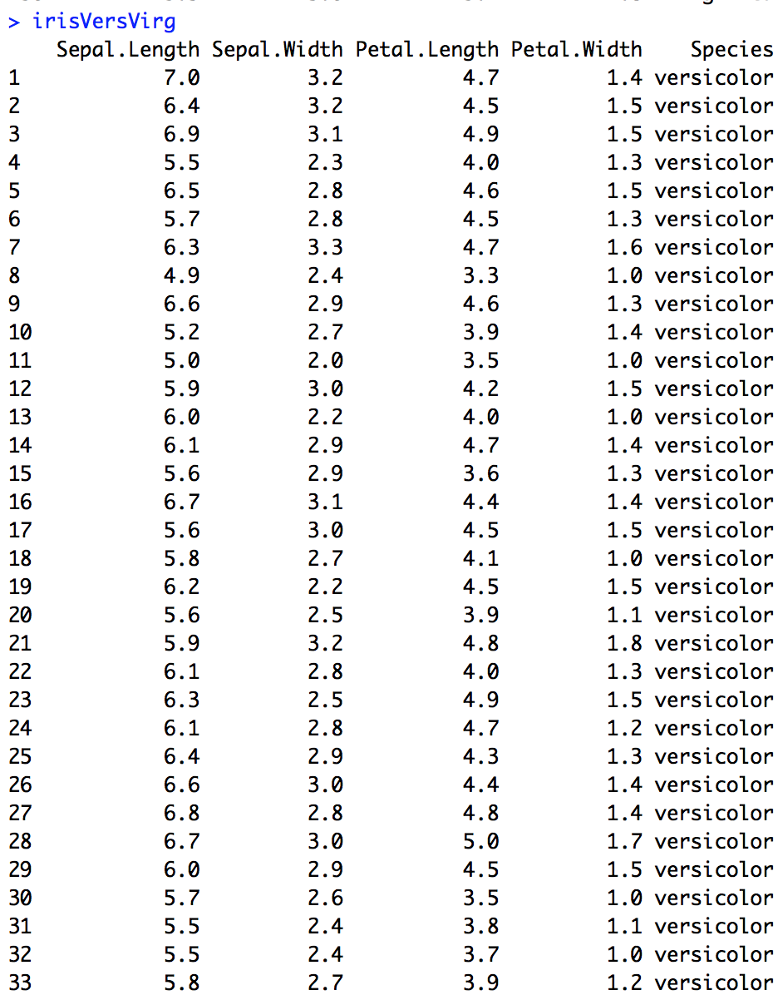 > irisVersVirg
Sepal.Length Sepal.Width Petal.Length Petal.Width Species
1 7.0 3.2 4.7 1.4 versicolor
2 6.4 3.2 4.5 1.5 versicolor
3 6.9 3.1 4.9 1.5 versicolor
4 5.5 2.3 4.0 1.3 versicolor
5 6.5 2.8 4.6 1.5 versicolor
6 5.7 2.8 4.5 1.3 versicolor
7 6.3 3.3 4.7 1.6 versicolor
8 4.9 2.4 3.3 1.0 versicolor
9 6.6 2.9 4.6 1.3 versicolor
10 5.2 2.7 3.9 1.4 versicolor
11 5.0 2.0 3.5 1.0 versicolor
12 5.9 3.0 4.2 1.5 versicolor
13 6.0 2.2 4.0 1.0 versicolor
14 6.1 2.9 4.7 1.4 versicolor
15 5.6 2.9 3.6 1.3 versicolor
16 6.7 3.1 4.4 1.4 versicolor
17 5.6 3.0 4.5 1.5 versicolor
18 5.8 2.7 4.1 1.0 versicolor
19 6.2 2.2 4.5 1.5 versicolor
20 5.6 2.5 3.9 1.1 versicolor
21 5.9 3.2 4.8 1.8 versicolor
22 6.1 2.8 4.0 1.3 versicolor
23 6.3 2.5 4.9 1.5 versicolor
24 6.1 2.8 4.7 1.2 versicolor
25 6.4 2.9 4.3 1.3 versicolor
26 6.6 3.0 4.4 1.4 versicolor
27 6.8 2.8 4.8 1.4 versicolor
28 6.7 3.0 5.0 1.7 versicolor
29 6.0 2.9 4.5 1.5 versicolor
30 5.7 2.6 3.5 1.0 versicolor
31 5.5 2.4 3.8 1.1 versicolor
32 5.5 2.4 3.7 1.0 versicolor
33 5.8 2.7 3.9 1.2 versicolor